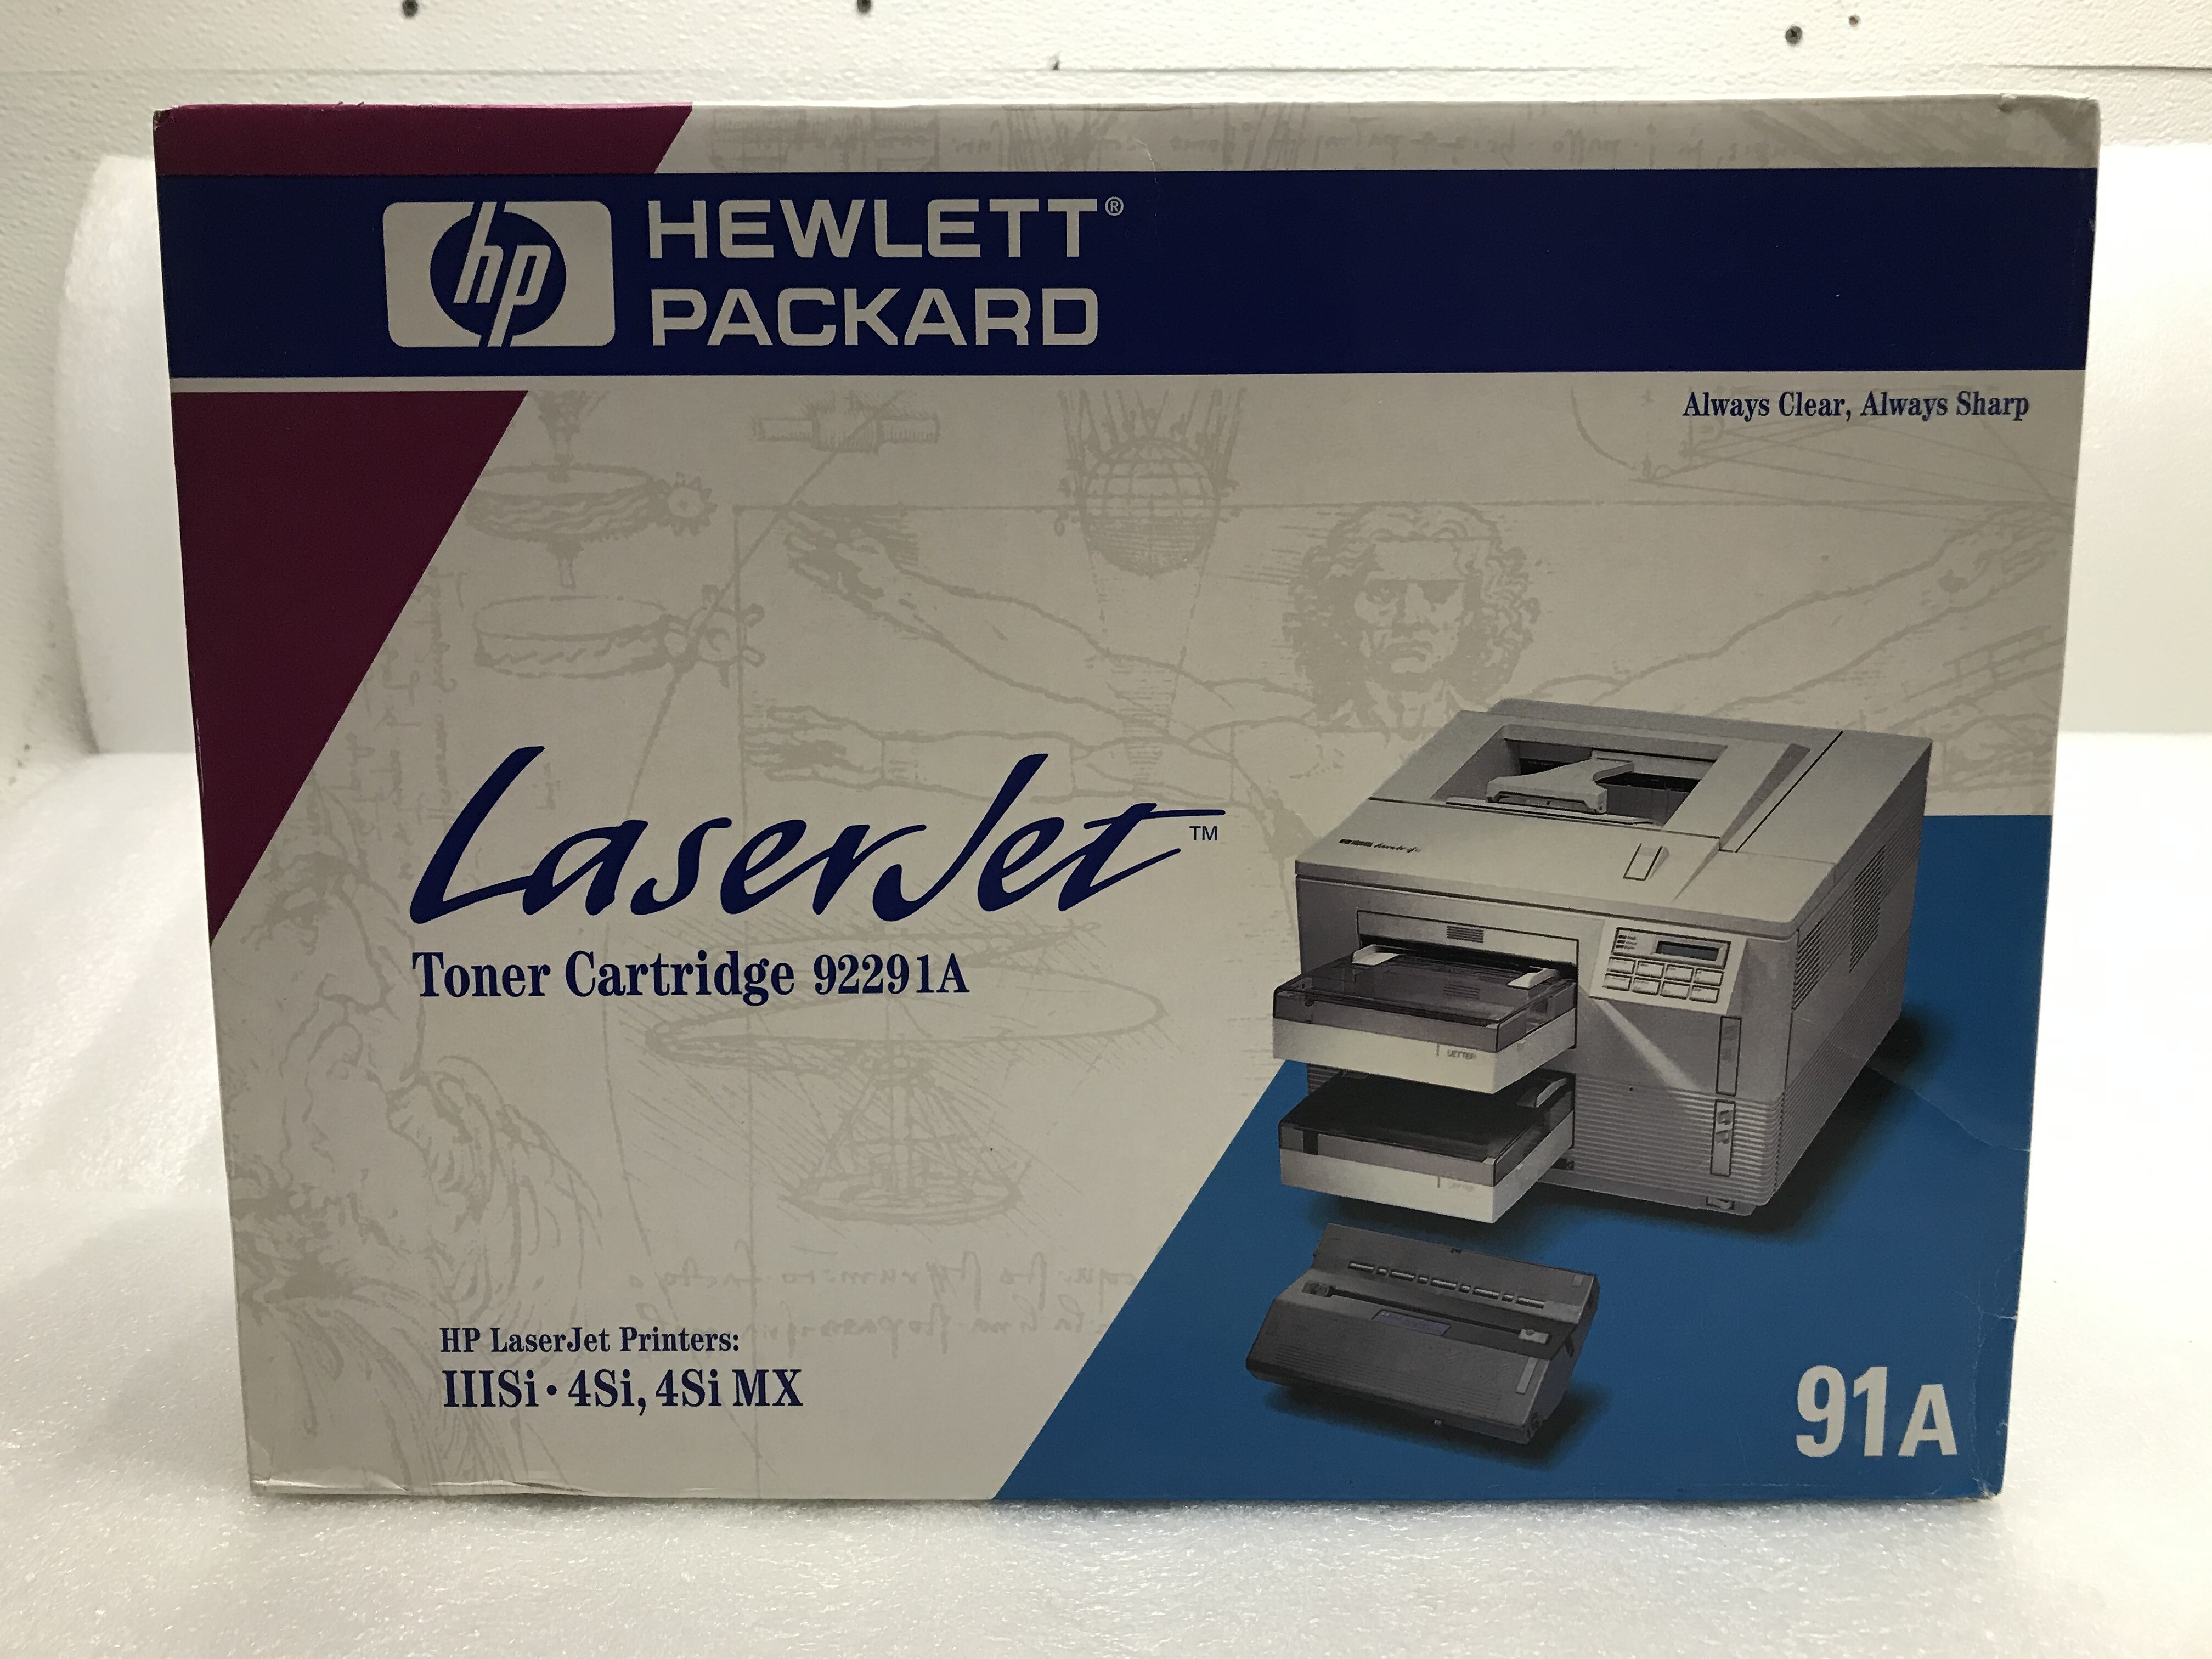 hp HEWLETT®
PACKARD
Always Clear, Always Sharp
LaserJet™
Toner Cartridge 92291A
LETTER
HP LaserJet Printers:
IIISi • 4Si, 4Si MX
91A